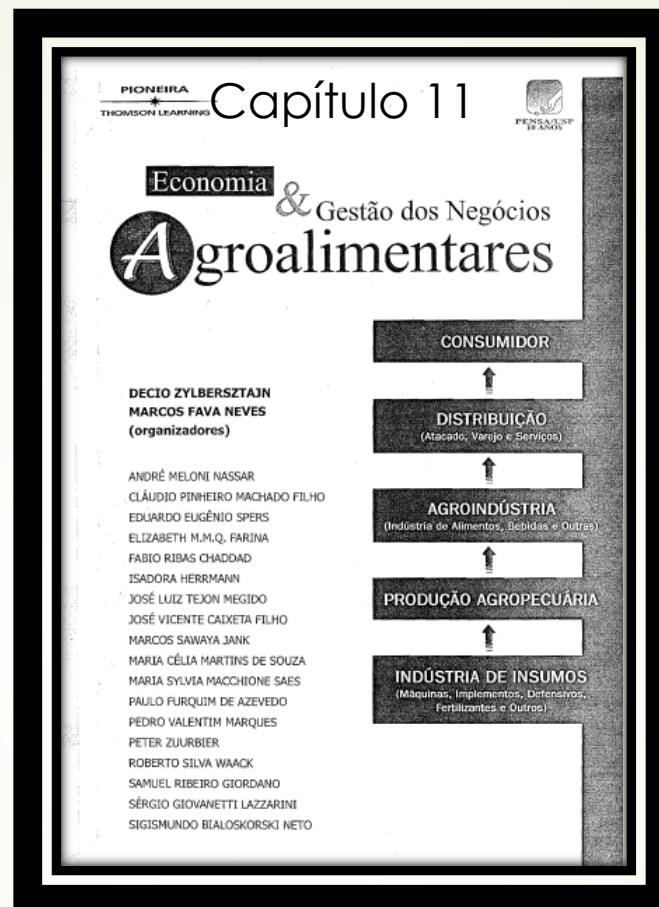 PIONEIRA
THOMSON LEARNING
Capítulo 11
PENSA/USP
10 ANOS
Economia
& Gestão dos Negócios
Agroalimentares
DECIO ZYLBERSZTAJN
MARCOS FAVA NEVES
(organizadores)
ANDRÉ MELONI NASSAR
CLÁUDIO PINHEIRO MACHADO FILHO
EDUARDO EUGÊNIO SPERS
ELIZABETH M.M.Q. FARINA
FABIO RIBAS CHADDAD
ISADORA HERRMANN
JOSÉ LUIZ TEJON MEGIDO
JOSÉ VICENTE CAIXETA FILHO
MARCOS SAWAYA JANK
MARIA CÉLIA MARTINS DE SOUZA
MARIA SYLVIA MACCHIONE SAES
PAULO FURQUIM DE AZEVEDO
PEDRO VALENTIM MARQUES
PETER ZUURBIER
ROBERTO SILVA WAACK
SAMUEL RIBEIRO GIORDANO
SÉRGIO GIOVANETTI LAZZARINI
SIGISMUNDO BIALOSKORSKI NETO
CONSUMIDOR
DISTRIBUIÇÃO
(Atacado, Varejo e Serviços)
AGROINDÚSTRIA
(Indústria de Alimentos, Bebidas e Outras)
PRODUÇÃO AGROPECUÁRIA
INDÚSTRIA DE INSUMOS
(Máquinas, Implementos, Defensivos,
Fertilizantes e Outros)